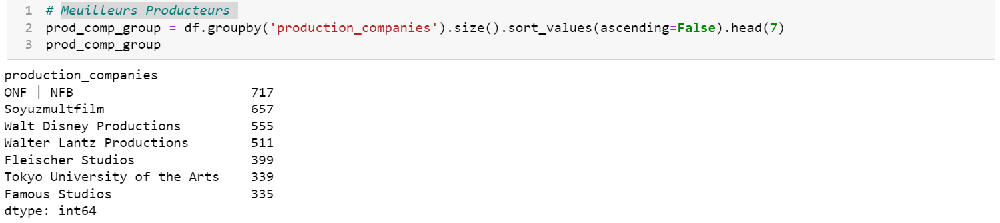 1 # Meuilleurs Producteurs
2 prod_comp_group = df.groupby('production_companies').size().sort_values(ascending=False).head(7)
3 prod_comp_group
production_companies
ONF | NFB 717
Soyuzmultfilm 657
Walt Disney Productions 555
Walter Lantz Productions 511
Fleischer Studios 399
Tokyo University of the Arts 339
Famous Studios 335
dtype: int64